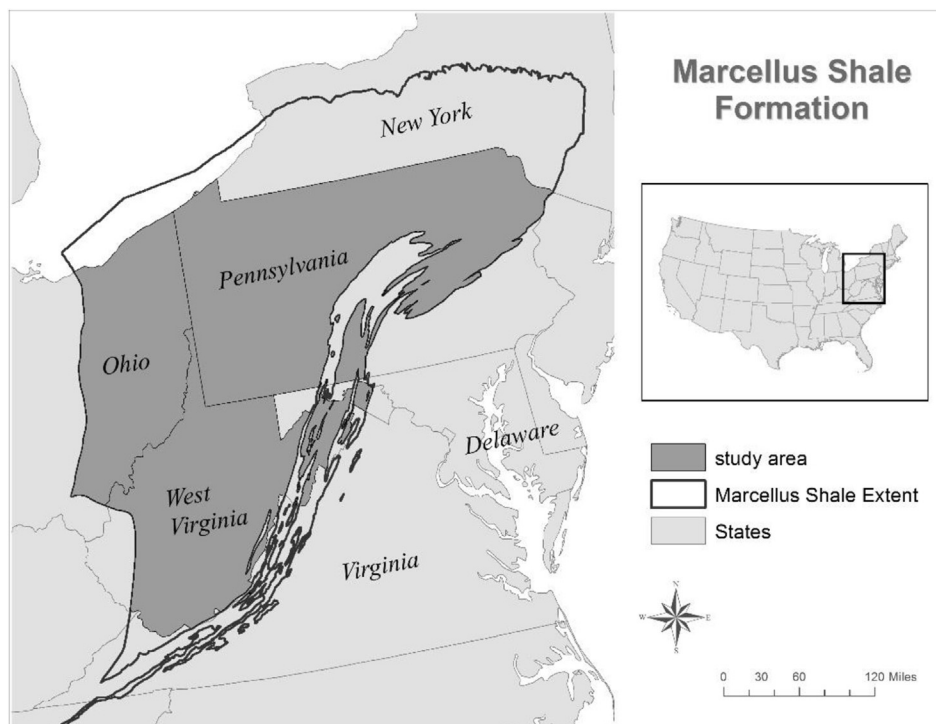 Marcellus Shale
Formation
New York
Pennsylvania
Ohio
West
Virginia
Virginia
Delaware
study area
Marcellus Shale Extent
States
N
W E
S
0 30 60 120 Miles